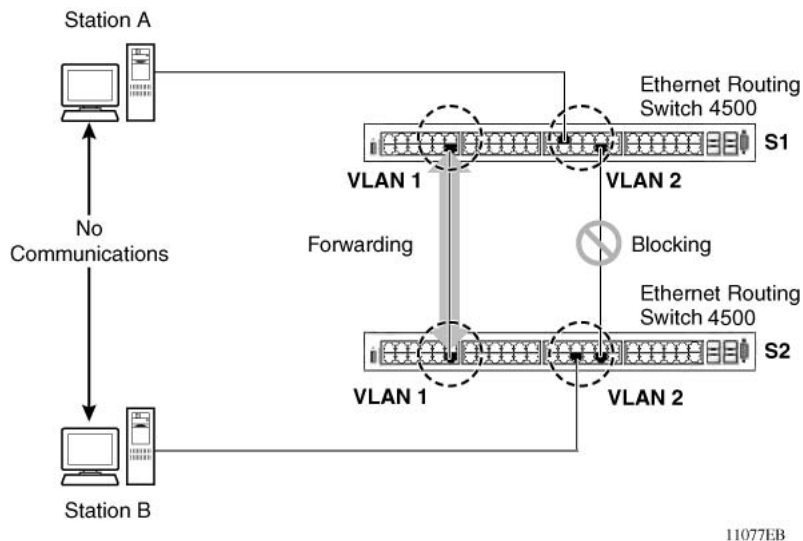 Station A
Ethernet Routing
Switch 4500
S1
VLAN 1
VLAN 2
No
Communications
Forwarding
Blocking
Ethernet Routing
Switch 4500
S2
VLAN 1
VLAN 2
Station B
11077EB